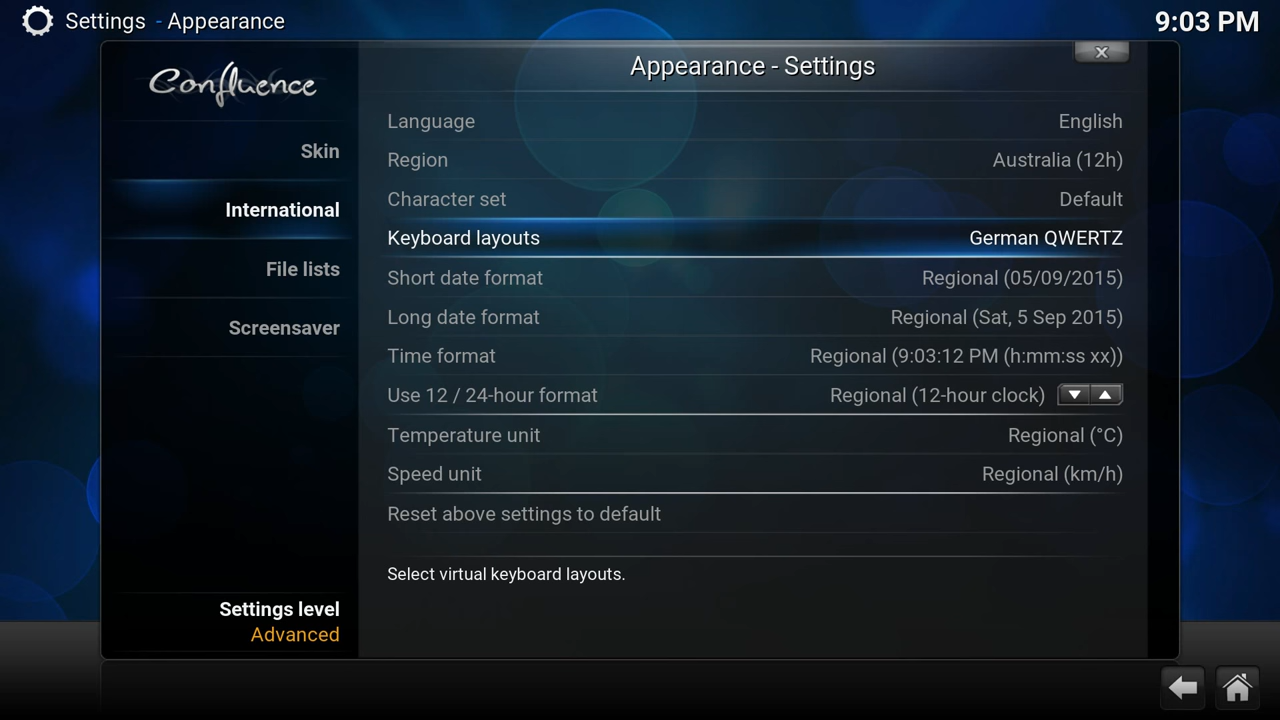 Settings - Appearance
9:03 PM
Confluence
Appearance - Settings
Skin
International
File lists
Screensaver
Language English
Region Australia (12h)
Character set Default
Keyboard layouts German QWERTZ
Short date format Regional (05/09/2015)
Long date format Regional (Sat, 5 Sep 2015)
Time format Regional (9:03:12 PM (h:mm:ss xx))
Use 12 / 24-hour format Regional (12-hour clock)
Temperature unit Regional (°C)
Speed unit Regional (km/h)
Reset above settings to default
Select virtual keyboard layouts.
Settings level
Advanced